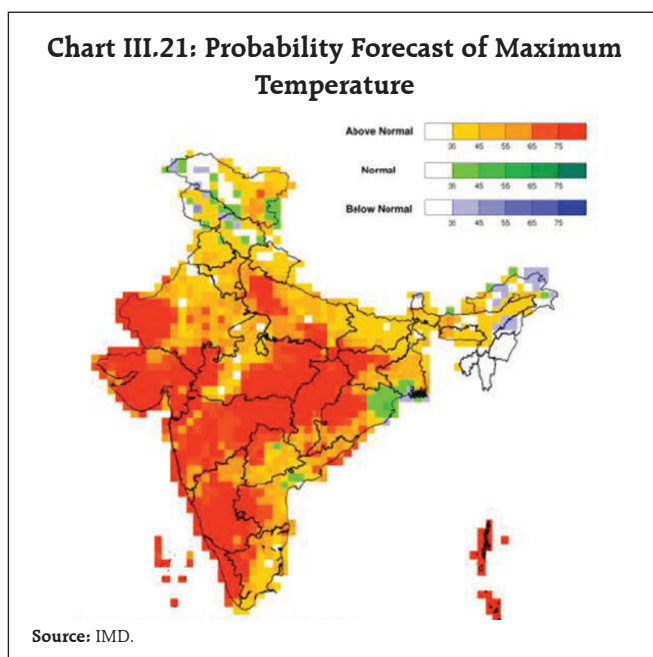 Chart III.21: Probability Forecast of Maximum
Temperature
Above Normal
35 45 55 65 75
Normal
35 45 55 65 75
Below Normal
35 45 55 65 75
Source: IMD.